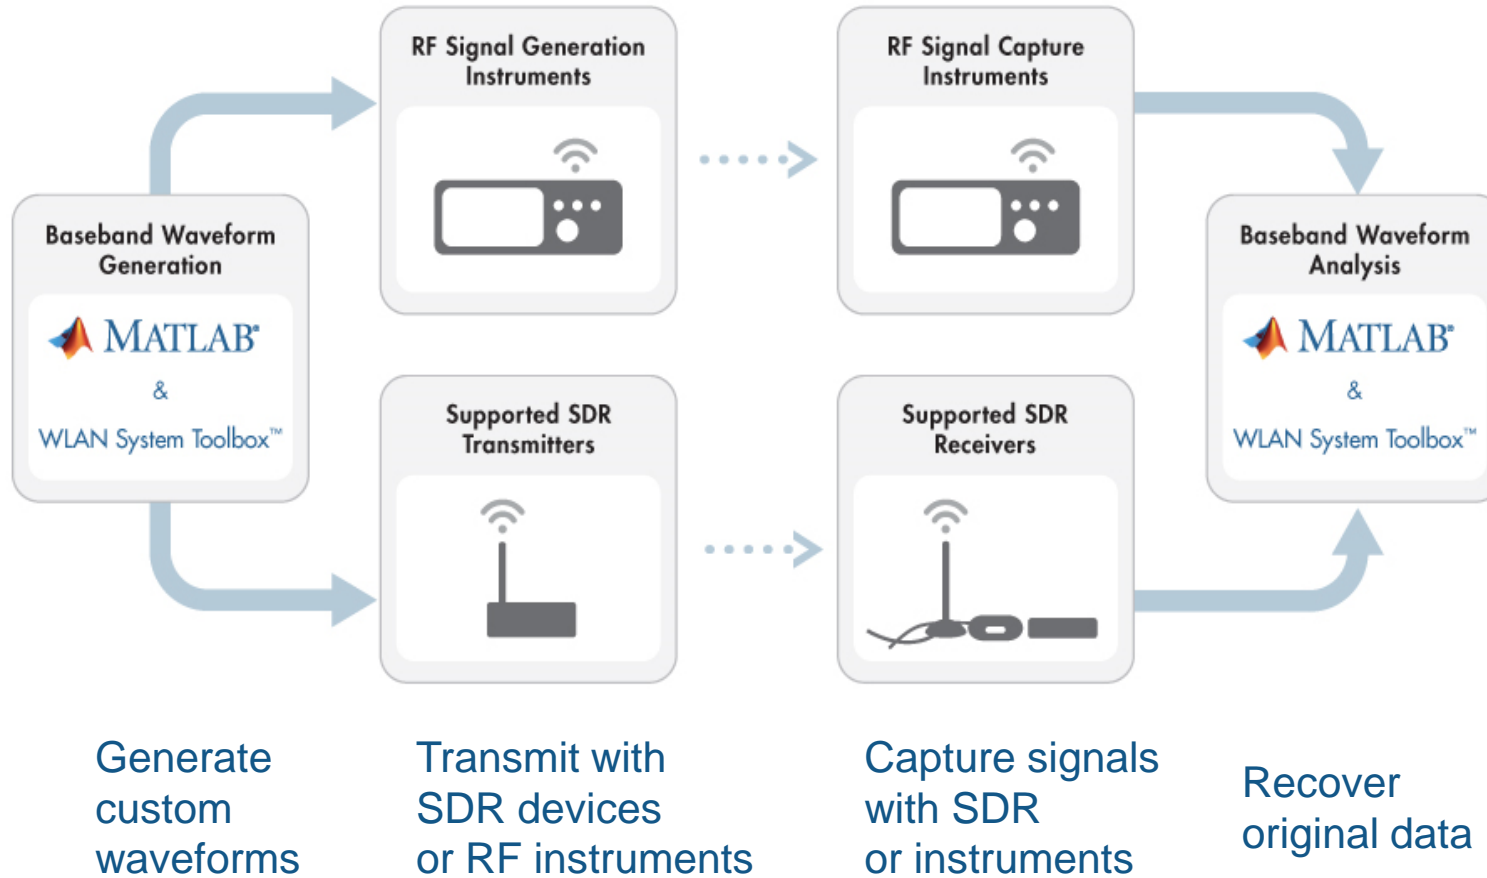 RF Signal Generation
Instruments
RF Signal Capture
Instruments
Baseband Waveform
Generation
MATLAB®
&
WLAN System Toolbox™
Baseband Waveform
Analysis
MATLAB®
&
WLAN System Toolbox™
Supported SDR
Transmitters
Supported SDR
Receivers
Generate
custom
waveforms
Transmit with
SDR devices
or RF instruments
Capture signals
with SDR
or instruments
Recover
original data